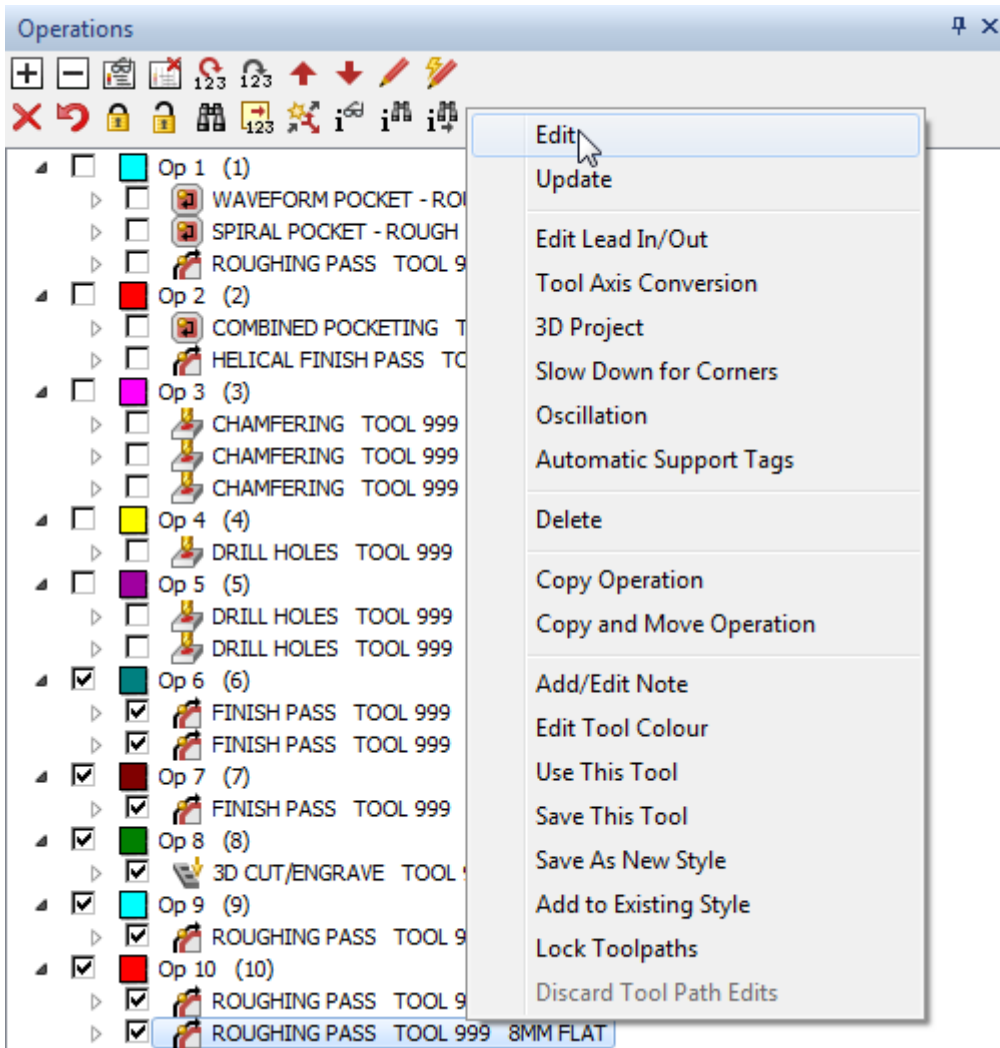 Operations
123 123
123 i i i
Edit
Update
Edit Lead In/Out
Tool Axis Conversion
3D Project
Slow Down for Corners
Oscillation
Automatic Support Tags
Delete
Copy Operation
Copy and Move Operation
Add/Edit Note
Edit Tool Colour
Use This Tool
Save This Tool
Save As New Style
Add to Existing Style
Lock Toolpaths
Discard Tool Path Edits
Op 1 (1)
WAVEFORM POCKET - ROU
SPIRAL POCKET - ROUGH
ROUGHING PASS TOOL 9
Op 2 (2)
COMBINED POCKETING T
HELICAL FINISH PASS TO
Op 3 (3)
CHAMFERING TOOL 999
CHAMFERING TOOL 999
CHAMFERING TOOL 999
Op 4 (4)
DRILL HOLES TOOL 999
Op 5 (5)
DRILL HOLES TOOL 999
DRILL HOLES TOOL 999
Op 6 (6)
FINISH PASS TOOL 999
FINISH PASS TOOL 999
Op 7 (7)
FINISH PASS TOOL 999
Op 8 (8)
3D CUT/ENGRAVE TOOL
Op 9 (9)
ROUGHING PASS TOOL 9
Op 10 (10)
ROUGHING PASS TOOL 9
ROUGHING PASS TOOL 999 8MM FLAT